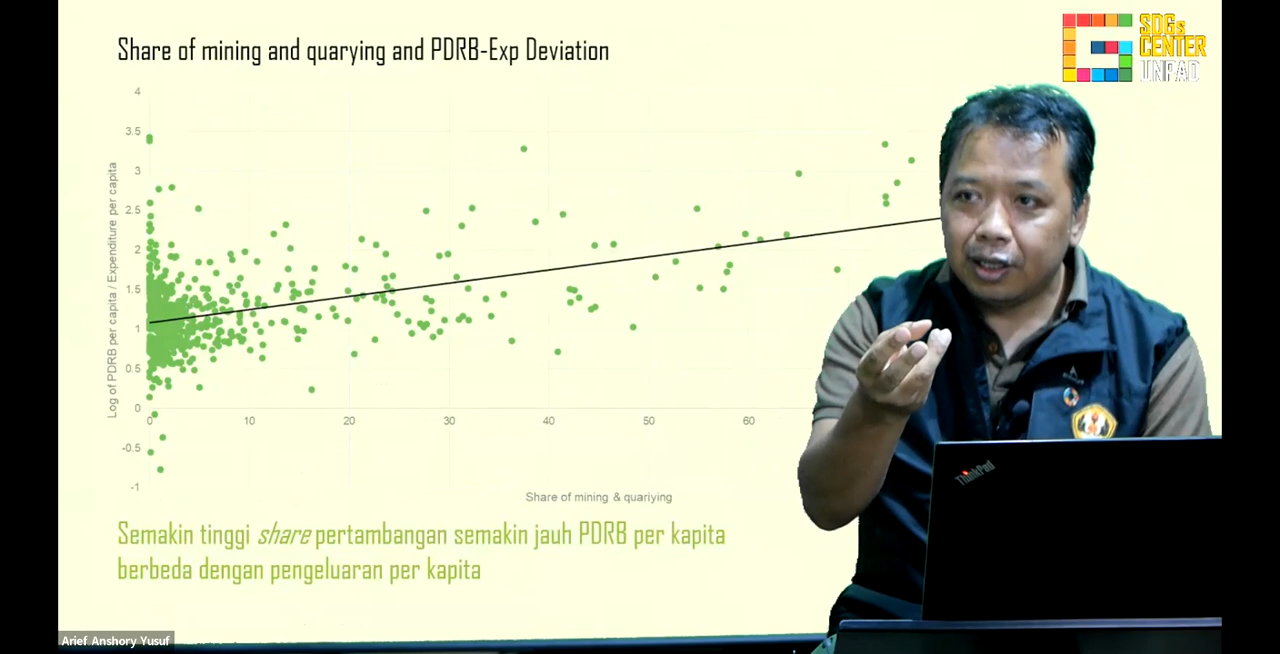 Share of mining and quarying and PDRB-Exp Deviation
SDGs
CENTER
UNPAD
4
3.5
3
2.5
2
1.5
1
0.5
0
-0.5
-1
Log of PDRB per capita / Expenditure per capita
0 10 20 30 40 50 60
Share of mining & quariying
ThinkPad
Semakin tinggi share pertambangan semakin jauh PDRB per kapita
berbeda dengan pengeluaran per kapita
Arief Anshory Yusuf